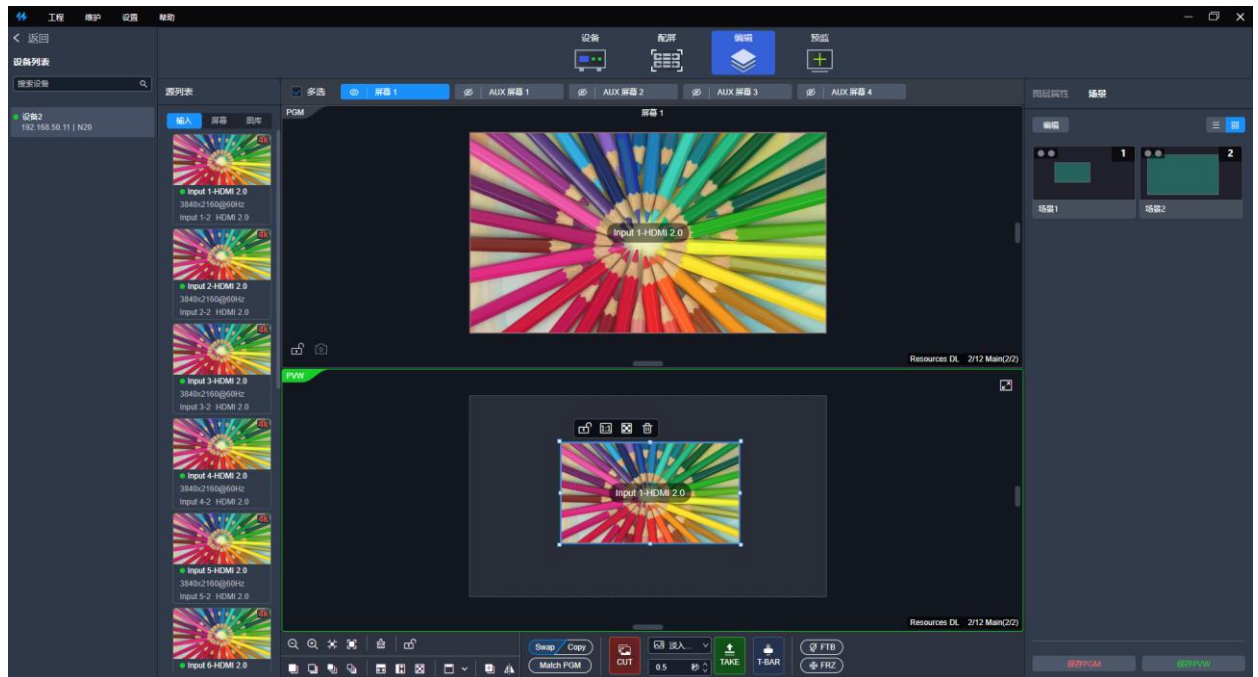 工程 维护 设置 帮助
返回
设备列表
搜索设备
设备2
192.168.50.11 | N20
设备 配屏 编辑 预监
源列表
输入 屏幕 图库
4K
Input 1-HDMI 2.0
3840x2160@60Hz
Input 1-2 HDMI 2.0
4K
Input 2-HDMI 2.0
3840x2160@60Hz
Input 2-2 HDMI 2.0
4K
Input 3-HDMI 2.0
3840x2160@60Hz
Input 3-2 HDMI 2.0
4K
Input 4-HDMI 2.0
3840x2160@60Hz
Input 4-2 HDMI 2.0
4K
Input 5-HDMI 2.0
3840x2160@60Hz
Input 5-2 HDMI 2.0
4K
Input 6-HDMI 2.0
多选 屏幕 1 AUX 屏幕 1 AUX 屏幕 2 AUX 屏幕 3 AUX 屏幕 4
PGM
屏幕 1
Input 1-HDMI 2.0
Resources DL 2/12 Main(2/2)
PVW
1:1
Input 1-HDMI 2.0
Resources DL 2/12 Main(2/2)
Swap Copy
Match PGM
CUT
淡入...
0.5 秒
TAKE
T-BAR
FTB
FRZ
图层属性 场景
编辑
1
场景1
2
场景2
保存PGM 保存PVW